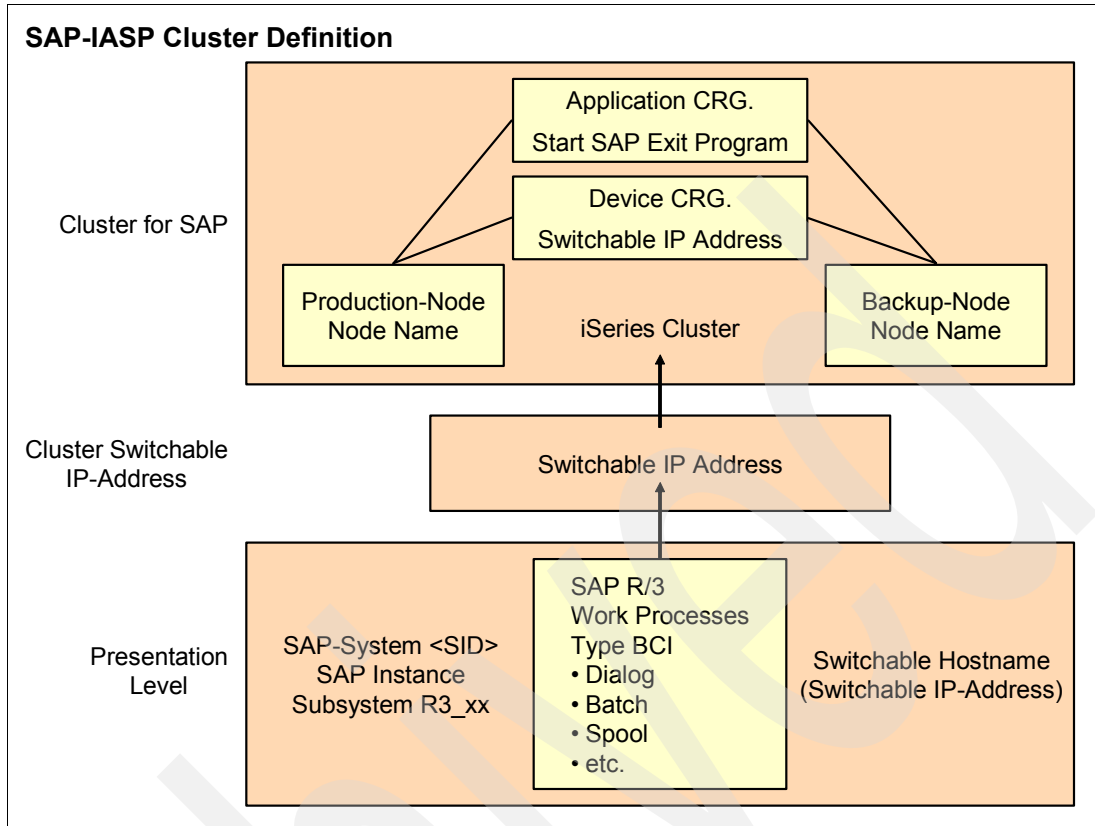 SAP-IASP Cluster Definition
Application CRG.
Start SAP Exit Program
Cluster for SAP
Device CRG.
Switchable IP Address
Production-Node
Node Name
iSeries Cluster
Backup-Node
Node Name
Cluster Switchable
IP-Address
Switchable IP Address
Presentation
Level
SAP-System <SID>
SAP Instance
Subsystem R3_xx
SAP R/3
Work Processes
Type BCI
• Dialog
• Batch
• Spool
• etc.
Switchable Hostname
(Switchable IP-Address)